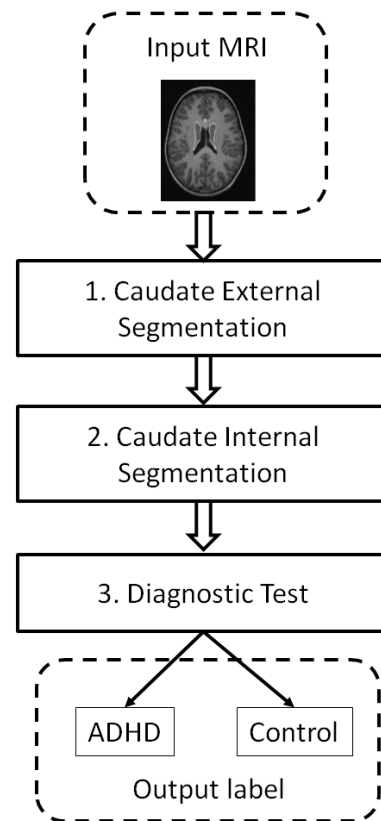 Input MRI
1. Caudate External
Segmentation
2. Caudate Internal
Segmentation
3. Diagnostic Test
ADHD
Control
Output label